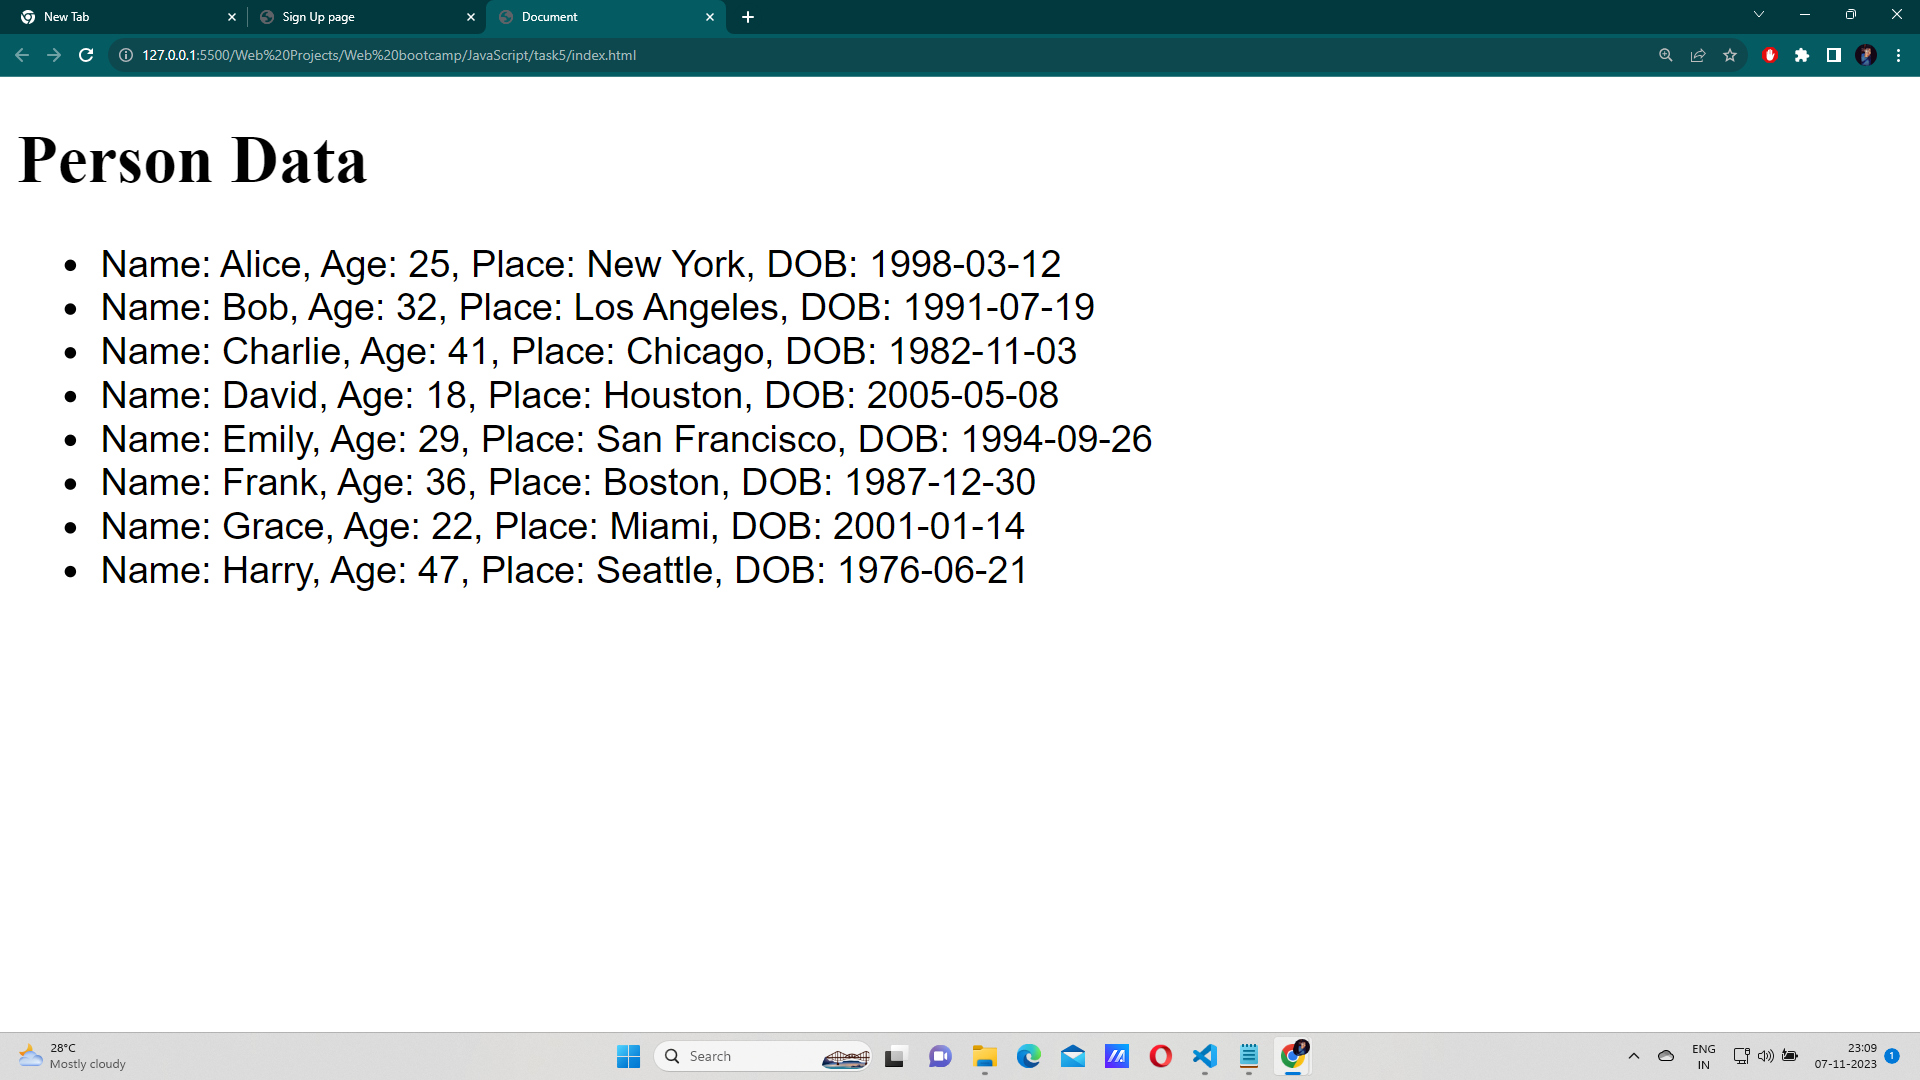 New Tab
Sign Up page
Document
127.0.0.1:5500/Web%20Projects/Web%20bootcamp/JavaScript/task5/index.html
Person Data
Name: Alice, Age: 25, Place: New York, DOB: 1998-03-12
Name: Bob, Age: 32, Place: Los Angeles, DOB: 1991-07-19
Name: Charlie, Age: 41, Place: Chicago, DOB: 1982-11-03
Name: David, Age: 18, Place: Houston, DOB: 2005-05-08
Name: Emily, Age: 29, Place: San Francisco, DOB: 1994-09-26
Name: Frank, Age: 36, Place: Boston, DOB: 1987-12-30
Name: Grace, Age: 22, Place: Miami, DOB: 2001-01-14
Name: Harry, Age: 47, Place: Seattle, DOB: 1976-06-21
28°C
Mostly cloudy
Search
ENG
IN
23:09
07-11-2023
1